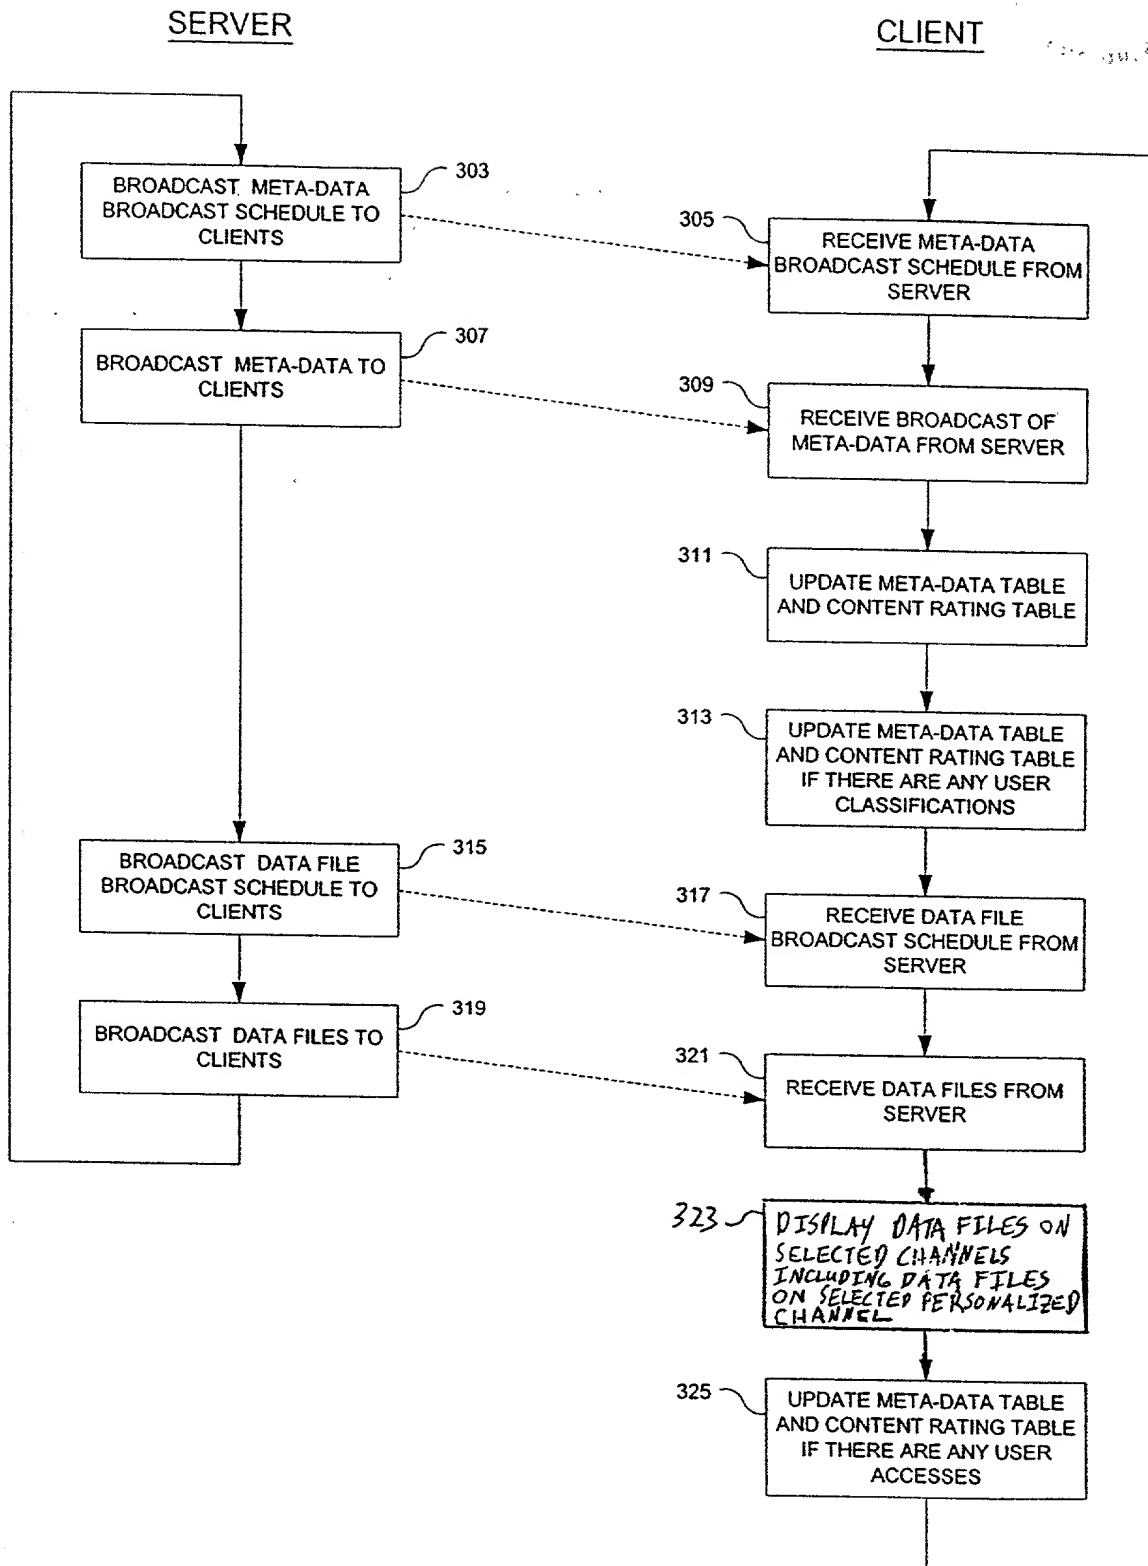 SERVER
CLIENT
303
BROADCAST META-DATA
BROADCAST SCHEDULE TO
CLIENTS
305
RECEIVE META-DATA
BROADCAST SCHEDULE FROM
SERVER
307
BROADCAST META-DATA TO
CLIENTS
309
RECEIVE BROADCAST OF
META-DATA FROM SERVER
311
UPDATE META-DATA TABLE
AND CONTENT RATING TABLE
313
UPDATE META-DATA TABLE
AND CONTENT RATING TABLE
IF THERE ARE ANY USER
CLASSIFICATIONS
315
BROADCAST DATA FILE
BROADCAST SCHEDULE TO
CLIENTS
317
RECEIVE DATA FILE
BROADCAST SCHEDULE FROM
SERVER
319
BROADCAST DATA FILES TO
CLIENTS
321
RECEIVE DATA FILES FROM
SERVER
323
DISPLAY DATA FILES ON
SELECTED CHANNELS
INCLUDING DATA FILES
ON SELECTED PERSONALIZED
CHANNEL
325
UPDATE META-DATA TABLE
AND CONTENT RATING TABLE
IF THERE ARE ANY USER
ACCESSES